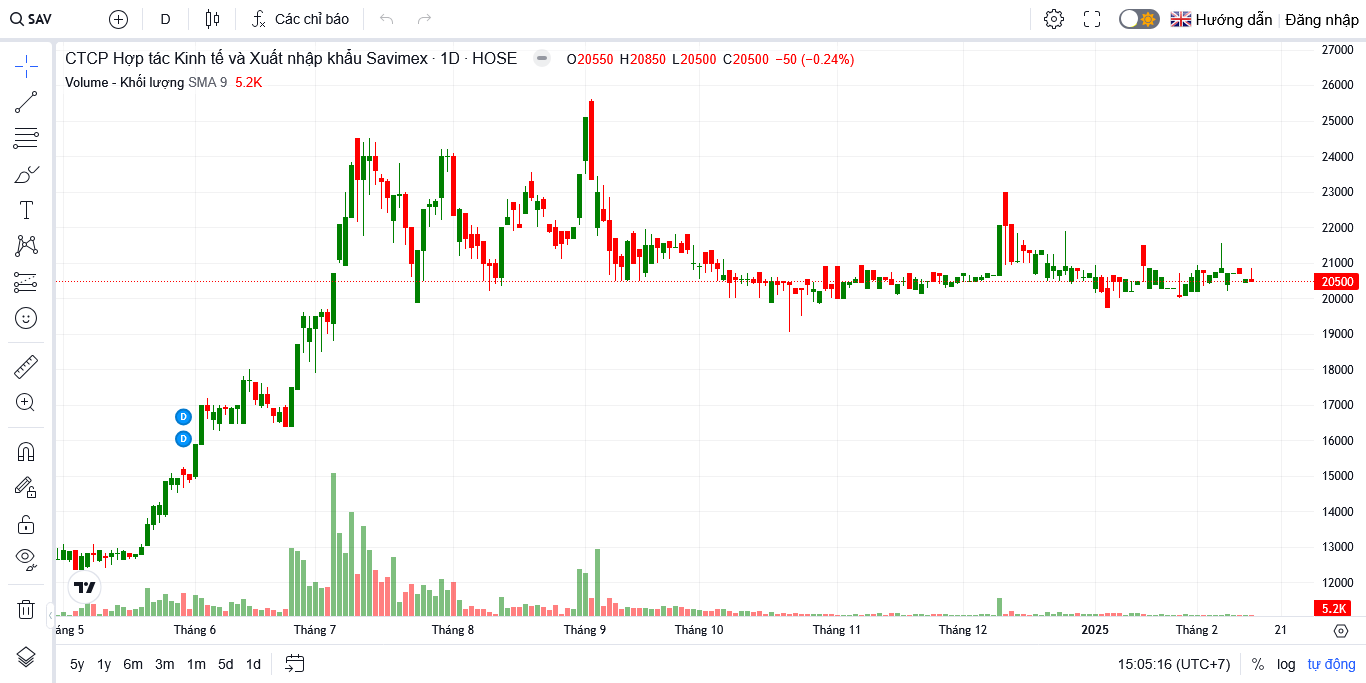 SAV D Các chỉ báo Hướng dẫn Đăng nhập
CTCP Hợp tác Kinh tế và Xuất nhập khẩu Savimex · 1D · HOSE O20550 H20850 L20500 C20500 −50 (−0.24%)
Volume - Khối lượng SMA 9 5.2K
27000
26000
25000
24000
23000
22000
21000
20500
20000
19000
18000
17000
16000
15000
14000
13000
12000
5.2K
D
D
áng 5 Tháng 6 Tháng 7 Tháng 8 Tháng 9 Tháng 10 Tháng 11 Tháng 12 2025 Tháng 2 21
5y 1y 6m 3m 1m 5d 1d 15:05:16 (UTC+7) % log tự động